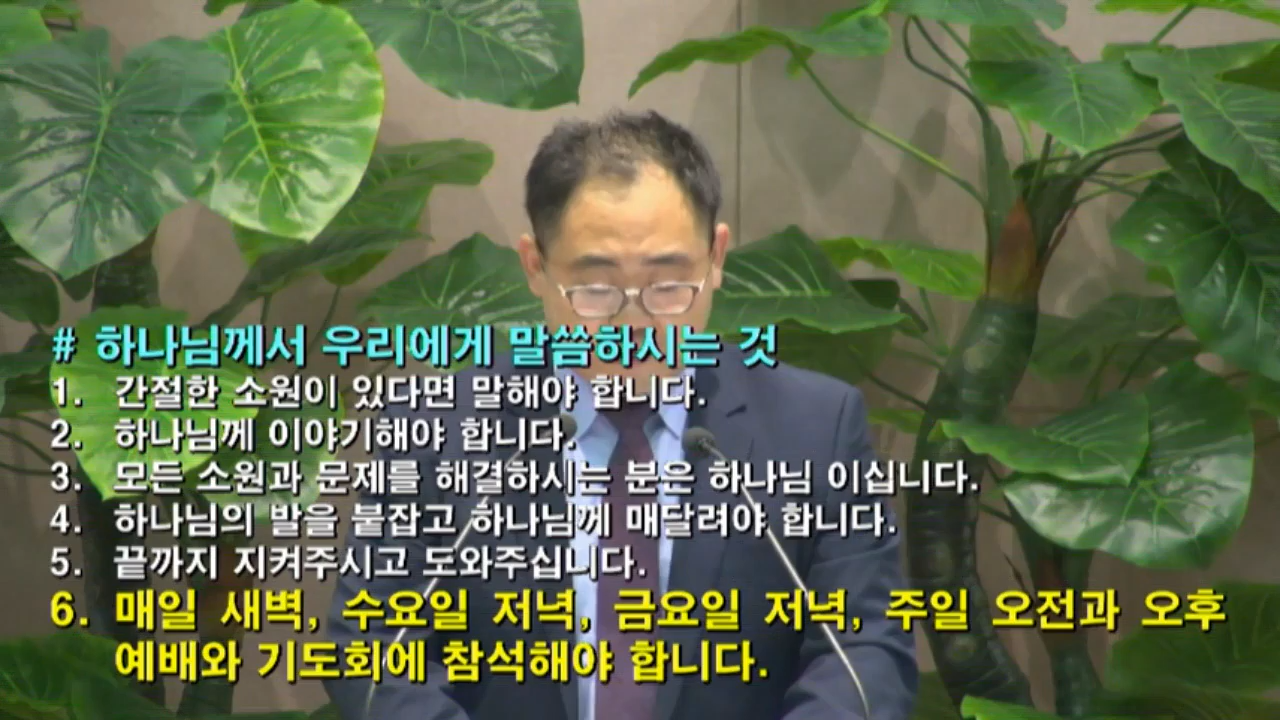 # 하나님께서 우리에게 말씀하시는 것
1. 간절한 소원이 있다면 말해야 합니다.
2. 하나님께 이야기해야 합니다.
3. 모든 소원과 문제를 해결하시는 분은 하나님 이십니다.
4. 하나님의 발을 붙잡고 하나님께 매달려야 합니다.
5. 끝까지 지켜주시고 도와주십니다.
6. 매일 새벽, 수요일 저녁, 금요일 저녁, 주일 오전과 오후
예배와 기도회에 참석해야 합니다.